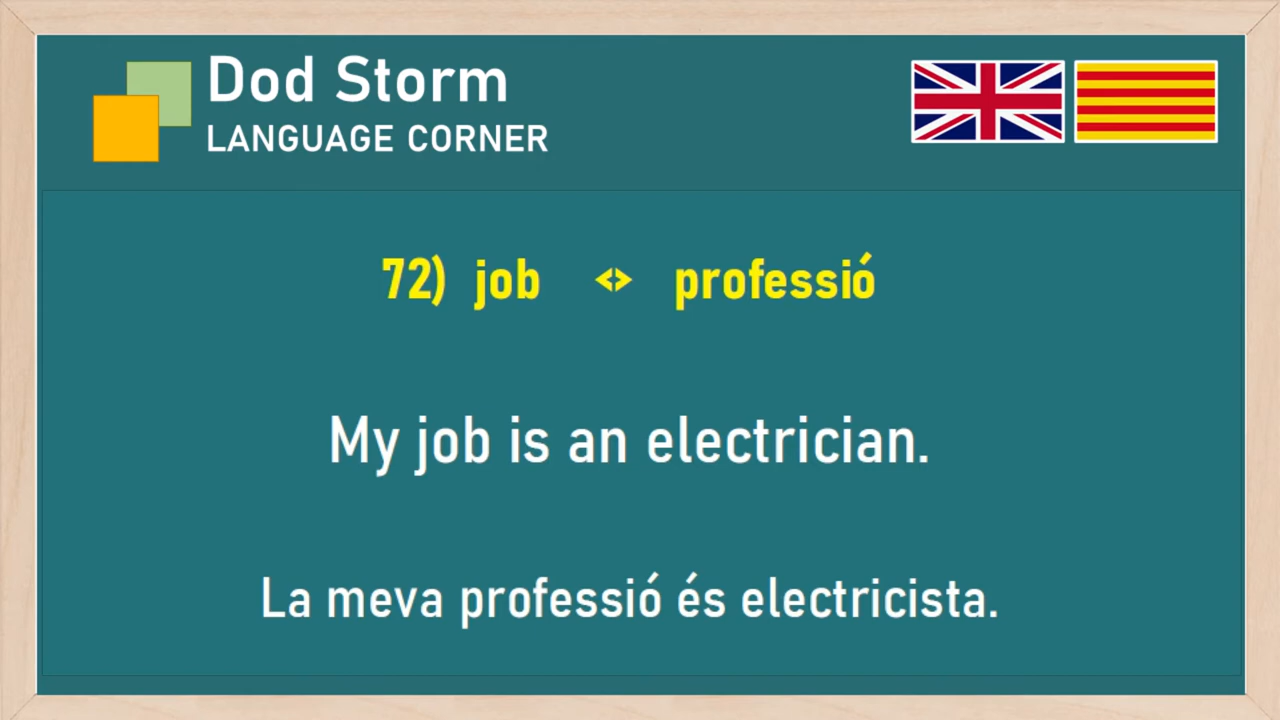 Dod Storm
LANGUAGE CORNER
72) job <> professió
My job is an electrician.
La meva professió és electricista.